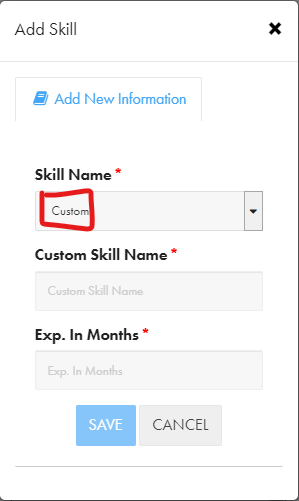 Add Skill
Add New Information
Skill Name *
Custom
Custom Skill Name *
Custom Skill Name
Exp. In Months *
Exp. In Months
SAVE CANCEL